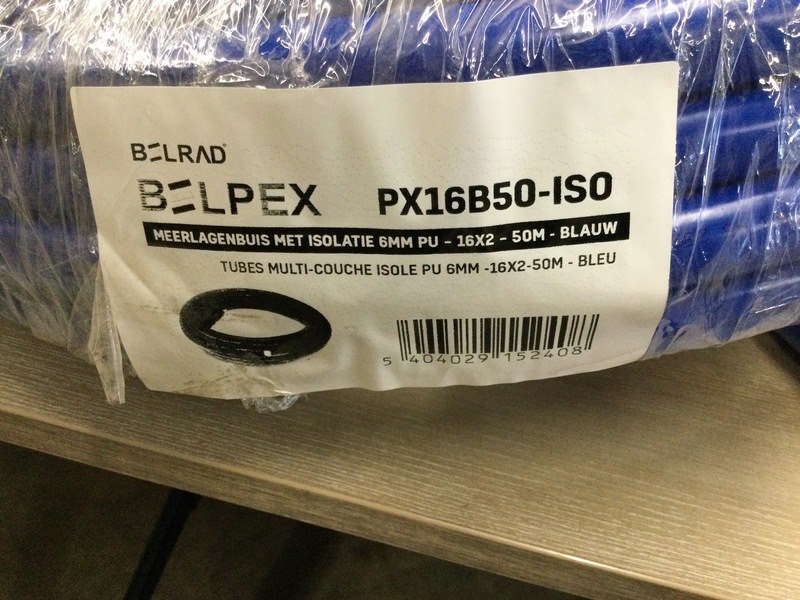 BELRAD®
BELPEX PX16B50-ISO
MEERLAGENBUIS MET ISOLATIE 6MM PU - 16X2 - 50M - BLAUW
TUBES MULTI-COUCHE ISOLE PU 6MM -16X2-50M - BLEU
5 404029 152408